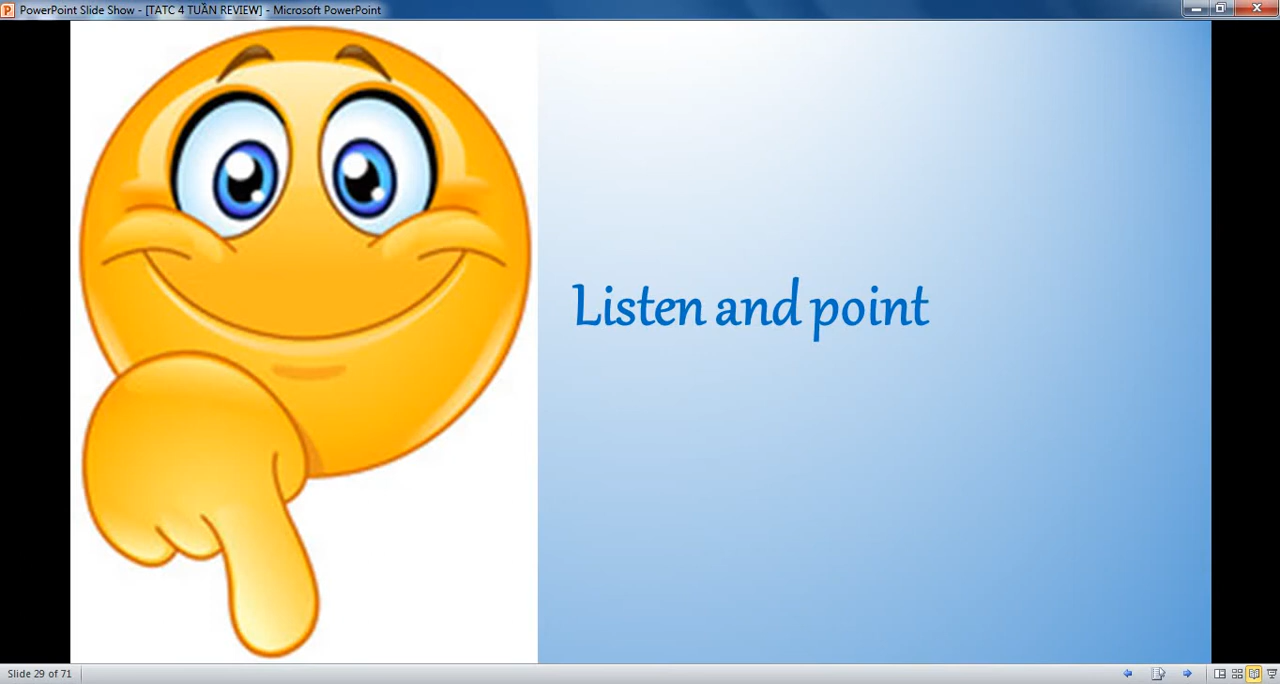 PowerPoint Slide Show - [TATC 4 TUẦN REVIEW] - Microsoft PowerPoint
Listen and point
Slide 29 of 71